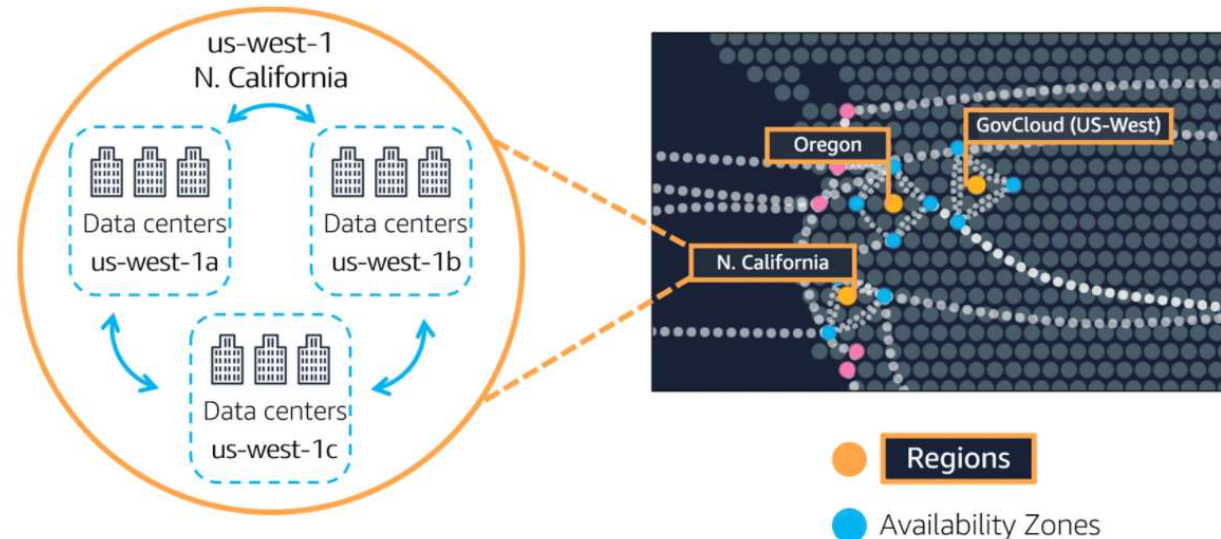 us-west-1
N. California
Data centers
us-west-1a
Data centers
us-west-1b
Data centers
us-west-1c
GovCloud (US-West)
Oregon
N. California
Regions
Availability Zones